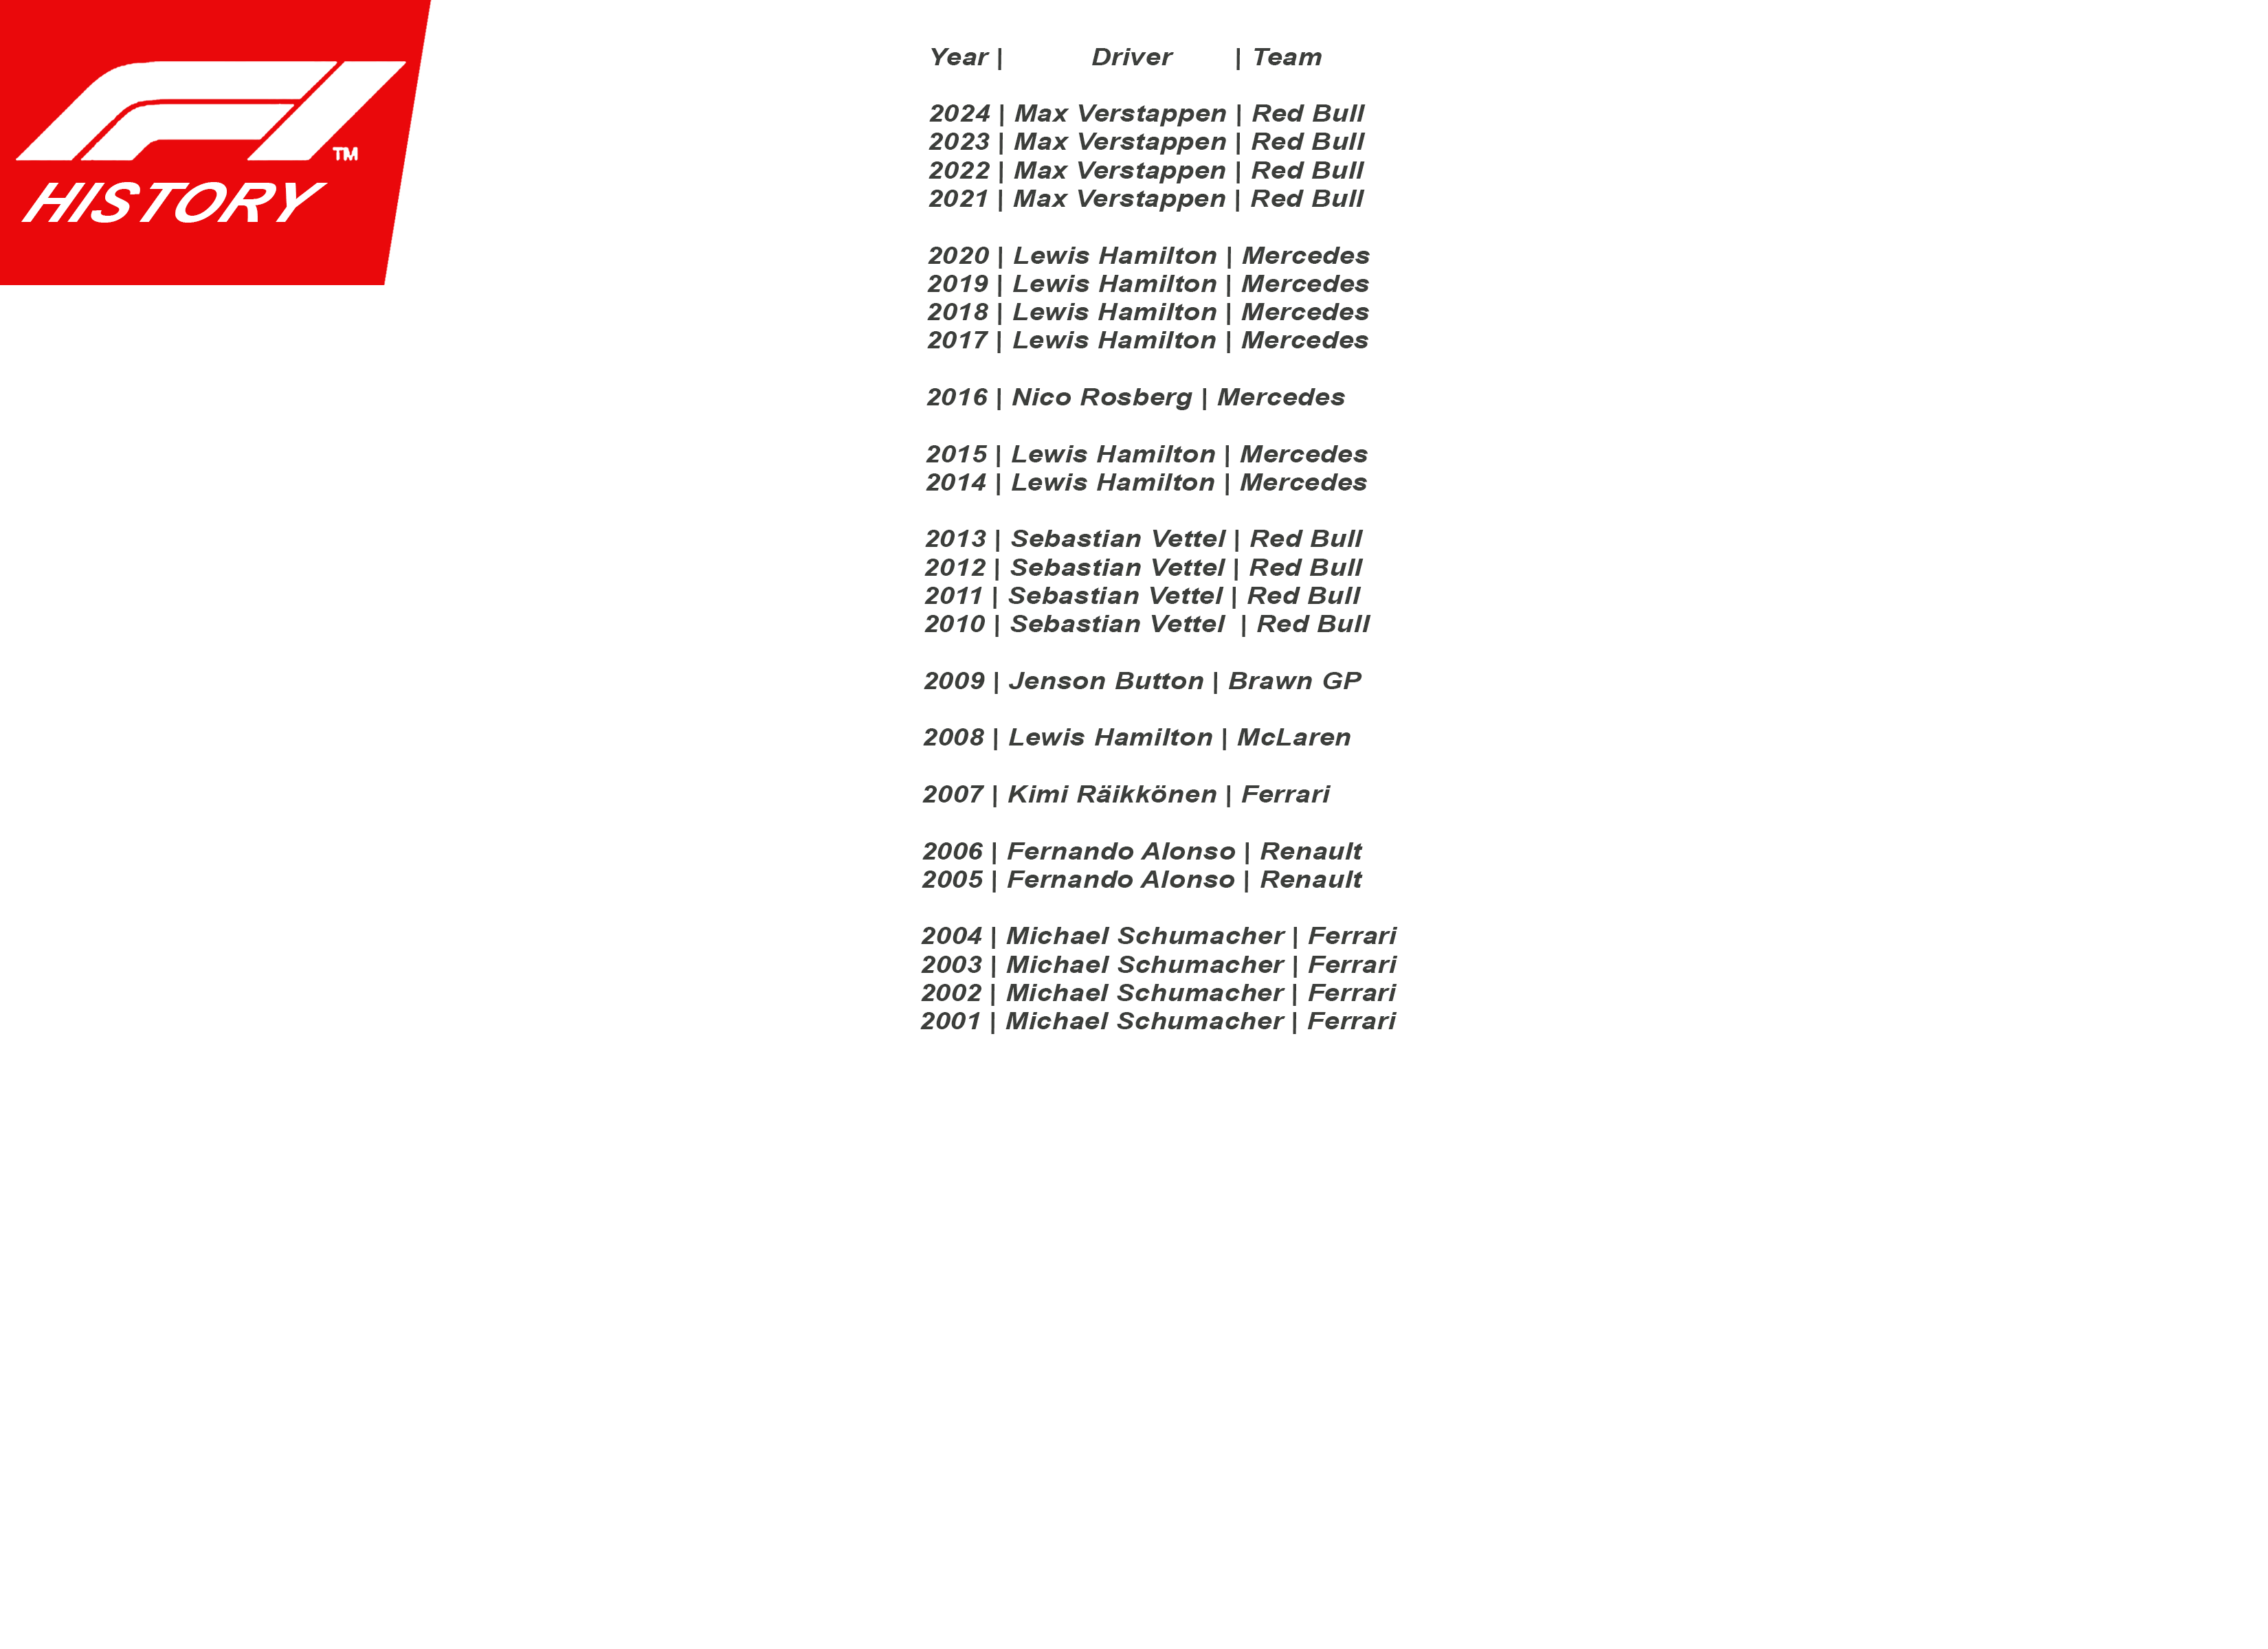 F1
TM
HISTORY
Year | Driver | Team
2024 | Max Verstappen | Red Bull
2023 | Max Verstappen | Red Bull
2022 | Max Verstappen | Red Bull
2021 | Max Verstappen | Red Bull
2020 | Lewis Hamilton | Mercedes
2019 | Lewis Hamilton | Mercedes
2018 | Lewis Hamilton | Mercedes
2017 | Lewis Hamilton | Mercedes
2016 | Nico Rosberg | Mercedes
2015 | Lewis Hamilton | Mercedes
2014 | Lewis Hamilton | Mercedes
2013 | Sebastian Vettel | Red Bull
2012 | Sebastian Vettel | Red Bull
2011 | Sebastian Vettel | Red Bull
2010 | Sebastian Vettel | Red Bull
2009 | Jenson Button | Brawn GP
2008 | Lewis Hamilton | McLaren
2007 | Kimi Räikkönen | Ferrari
2006 | Fernando Alonso | Renault
2005 | Fernando Alonso | Renault
2004 | Michael Schumacher | Ferrari
2003 | Michael Schumacher | Ferrari
2002 | Michael Schumacher | Ferrari
2001 | Michael Schumacher | Ferrari